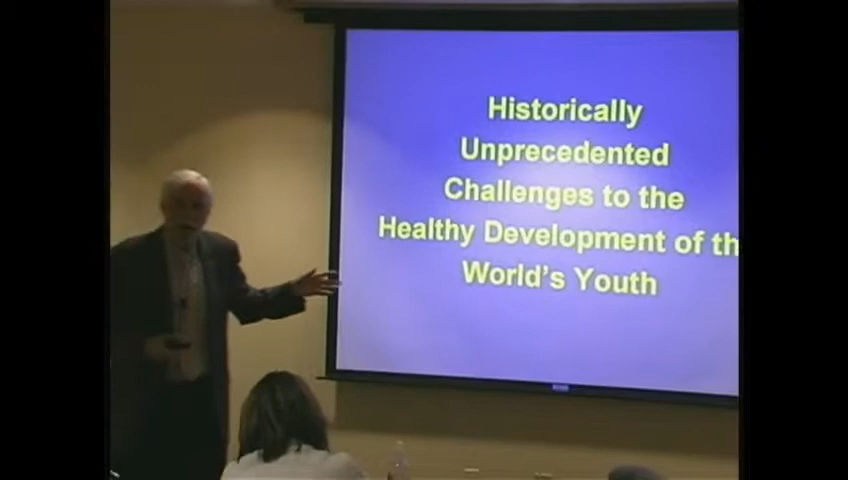 Historically
Unprecedented
Challenges to the
Healthy Development of th
World's Youth